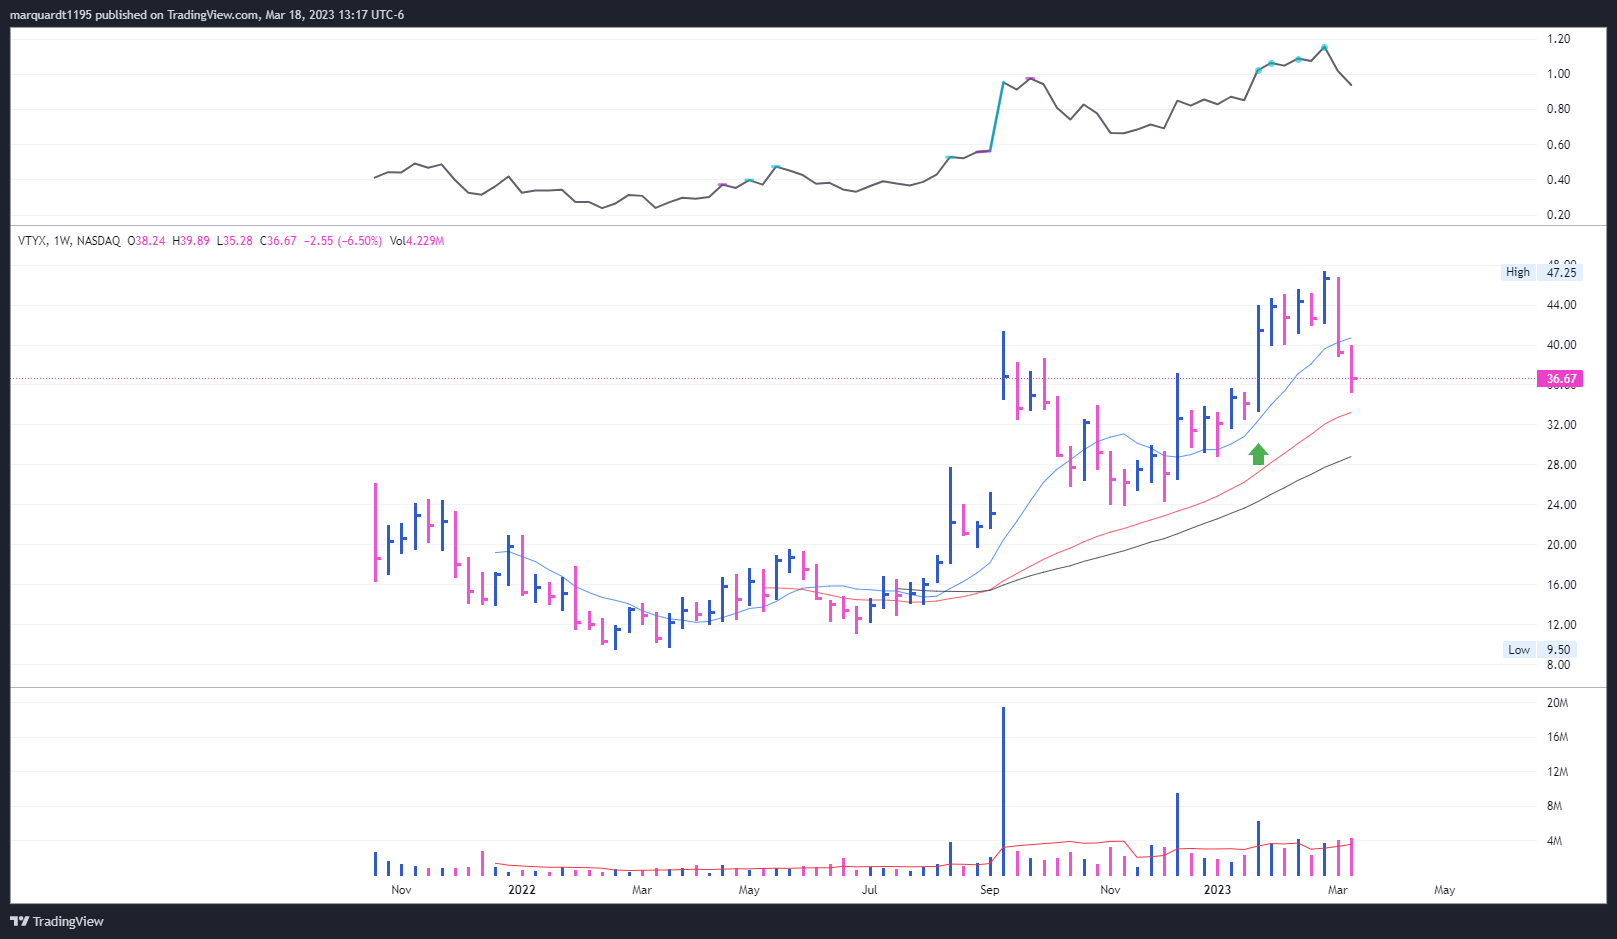 marquardt1195 published on TradingView.com, Mar 18, 2023 13:17 UTC-6
1.20
1.00
0.80
0.60
0.40
0.20
VTYX, 1W, NASDAQ O38.24 H39.89 L35.28 C36.67 −2.55 (−6.50%) Vol4.229M
48.00
High 47.25
44.00
40.00
36.67
36.00
32.00
28.00
24.00
20.00
16.00
12.00
Low 9.50
8.00
20M
16M
12M
8M
4M
Nov 2022 Mar May Jul Sep Nov 2023 Mar May
TradingView